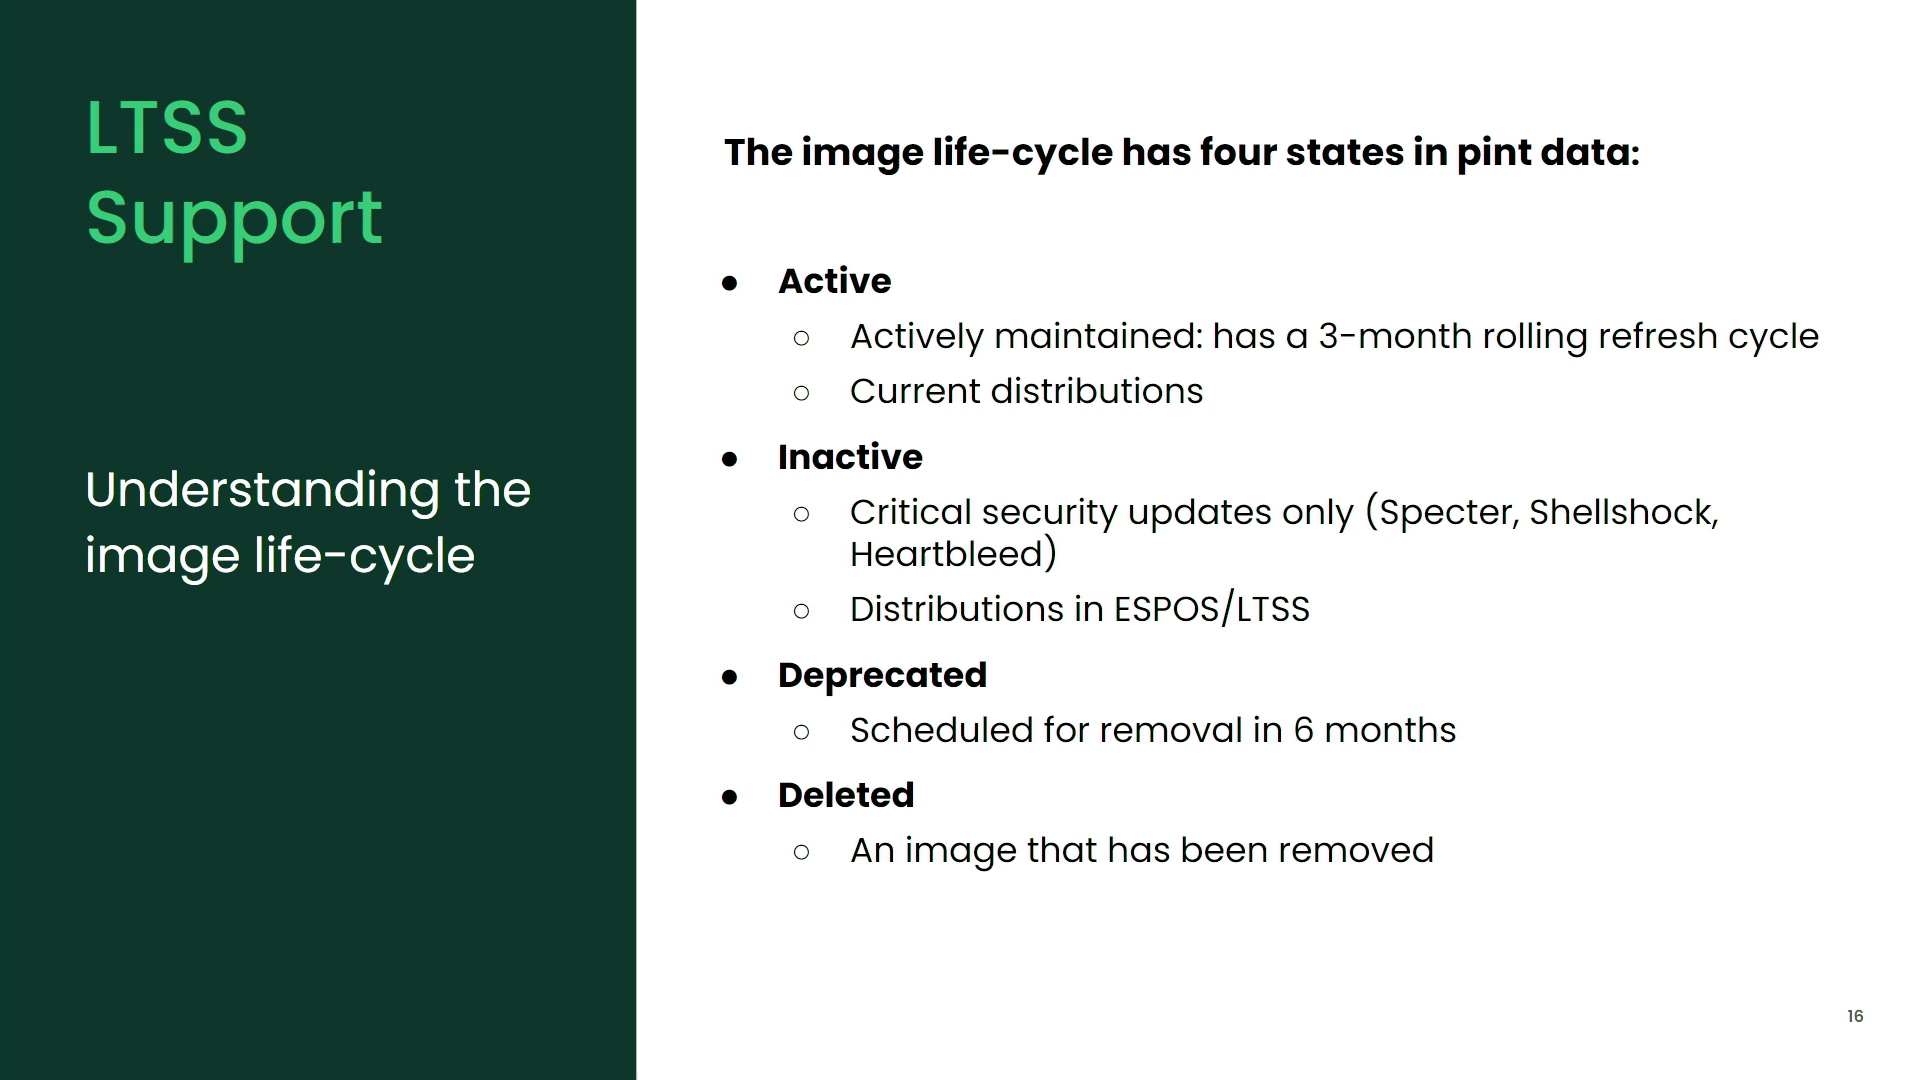 LTSS
Support
Understanding the
image life-cycle
The image life-cycle has four states in pint data:
● Active
○ Actively maintained: has a 3-month rolling refresh cycle
○ Current distributions
● Inactive
○ Critical security updates only (Specter, Shellshock,
Heartbleed)
○ Distributions in ESPOS/LTSS
● Deprecated
○ Scheduled for removal in 6 months
● Deleted
○ An image that has been removed
16